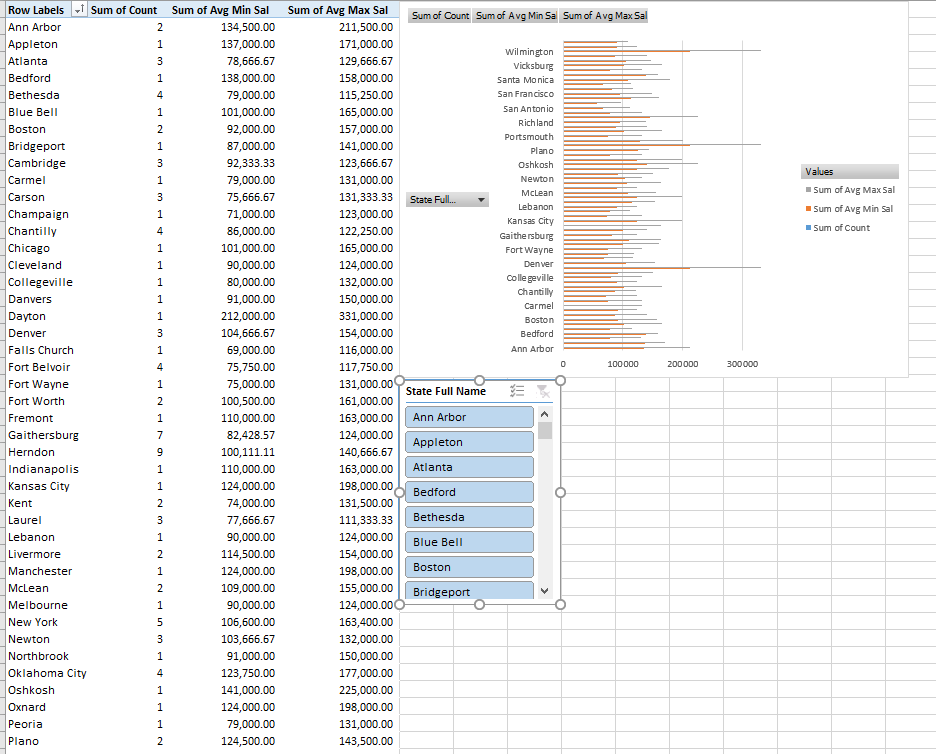 Row Labels Sum of Count Sum of Avg Min Sal Sum of Avg Max Sal
Ann Arbor 2 134,500.00 211,500.00
Appleton 1 137,000.00 171,000.00
Atlanta 3 78,666.67 129,666.67
Bedford 1 138,000.00 158,000.00
Bethesda 4 79,000.00 115,250.00
Blue Bell 1 101,000.00 165,000.00
Boston 2 92,000.00 157,000.00
Bridgeport 1 87,000.00 141,000.00
Cambridge 3 92,333.33 123,666.67
Carmel 1 79,000.00 131,000.00
Carson 3 75,666.67 131,333.33
Champaign 1 71,000.00 123,000.00
Chantilly 4 86,000.00 122,250.00
Chicago 1 101,000.00 165,000.00
Cleveland 1 90,000.00 124,000.00
Collegeville 1 80,000.00 132,000.00
Danvers 1 91,000.00 150,000.00
Dayton 1 212,000.00 331,000.00
Denver 3 104,666.67 154,000.00
Falls Church 1 69,000.00 116,000.00
Fort Belvoir 4 75,750.00 117,750.00
Fort Wayne 1 75,000.00 131,000.00
Fort Worth 2 100,500.00 161,000.00
Fremont 1 110,000.00 163,000.00
Gaithersburg 7 82,428.57 124,000.00
Herndon 9 100,111.11 140,666.67
Indianapolis 1 110,000.00 163,000.00
Kansas City 1 124,000.00 198,000.00
Kent 2 74,000.00 131,500.00
Laurel 3 77,666.67 111,333.33
Lebanon 1 90,000.00 124,000.00
Livermore 2 114,500.00 154,000.00
Manchester 1 124,000.00 198,000.00
McLean 2 109,000.00 155,000.00
Melbourne 1 90,000.00 124,000.00
New York 5 106,600.00 163,400.00
Newton 3 103,666.67 132,000.00
Northbrook 1 91,000.00 150,000.00
Oklahoma City 4 123,750.00 177,000.00
Oshkosh 1 141,000.00 225,000.00
Oxnard 1 124,000.00 198,000.00
Peoria 1 79,000.00 131,000.00
Plano 2 124,500.00 143,500.00
Sum of Count Sum of Avg Min Sal Sum of Avg Max Sal
Wilmington
Vicksburg
Santa Monica
San Francisco
San Antonio
Richland
Portsmouth
Plano
Oshkosh
Newton
McLean
Lebanon
Kansas City
Gaithersburg
Fort Wayne
Denver
Collegeville
Chantilly
Carmel
Boston
Bedford
Ann Arbor
0 100000 200000 300000
State Full...
Values
Sum of Avg Max Sal
Sum of Avg Min Sal
Sum of Count
State Full Name
Ann Arbor
Appleton
Atlanta
Bedford
Bethesda
Blue Bell
Boston
Bridgeport